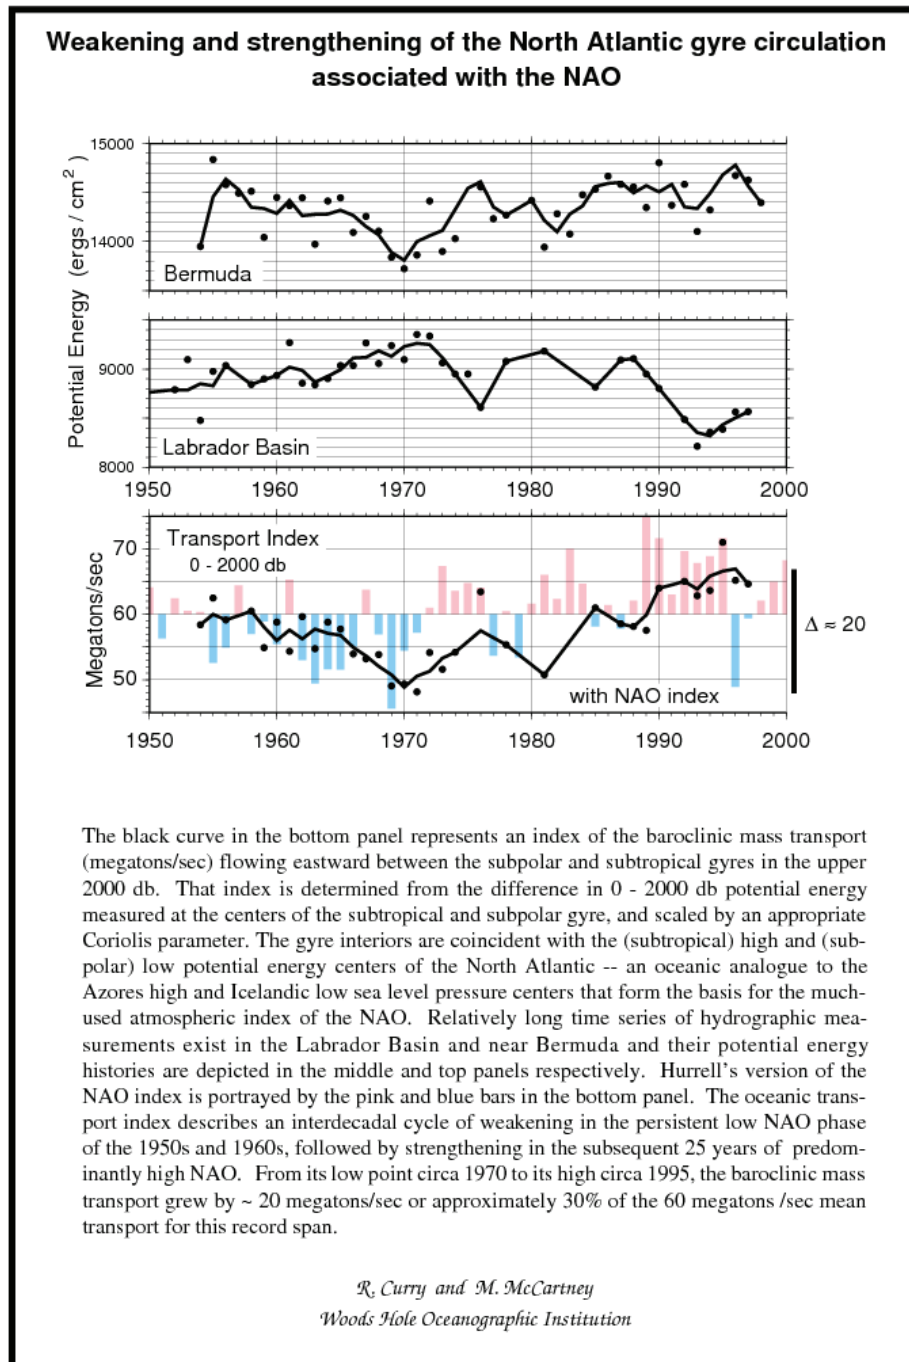 Weakening and strengthening of the North Atlantic gyre circulation
associated with the NAO
15000
14000
Potential Energy (ergs / cm²)
Bermuda
9000
Labrador Basin
8000
1950 1960 1970 1980 1990 2000
Transport Index
0 - 2000 db
70
60
50
Megatons/sec
Δ ≈ 20
with NAO index
1950 1960 1970 1980 1990 2000
The black curve in the bottom panel represents an index of the baroclinic mass transport
(megatons/sec) flowing eastward between the subpolar and subtropical gyres in the upper
2000 db. That index is determined from the difference in 0 - 2000 db potential energy
measured at the centers of the subtropical and subpolar gyre, and scaled by an appropriate
Coriolis parameter. The gyre interiors are coincident with the (subtropical) high and (sub-
polar) low potential energy centers of the North Atlantic -- an oceanic analogue to the
Azores high and Icelandic low sea level pressure centers that form the basis for the much-
used atmospheric index of the NAO. Relatively long time series of hydrographic mea-
surements exist in the Labrador Basin and near Bermuda and their potential energy
histories are depicted in the middle and top panels respectively. Hurrell's version of the
NAO index is portrayed by the pink and blue bars in the bottom panel. The oceanic trans-
port index describes an interdecadal cycle of weakening in the persistent low NAO phase
of the 1950s and 1960s, followed by strengthening in the subsequent 25 years of predom-
inantly high NAO. From its low point circa 1970 to its high circa 1995, the baroclinic mass
transport grew by ~ 20 megatons/sec or approximately 30% of the 60 megatons /sec mean
transport for this record span.
R. Curry and M. McCartney
Woods Hole Oceanographic Institution